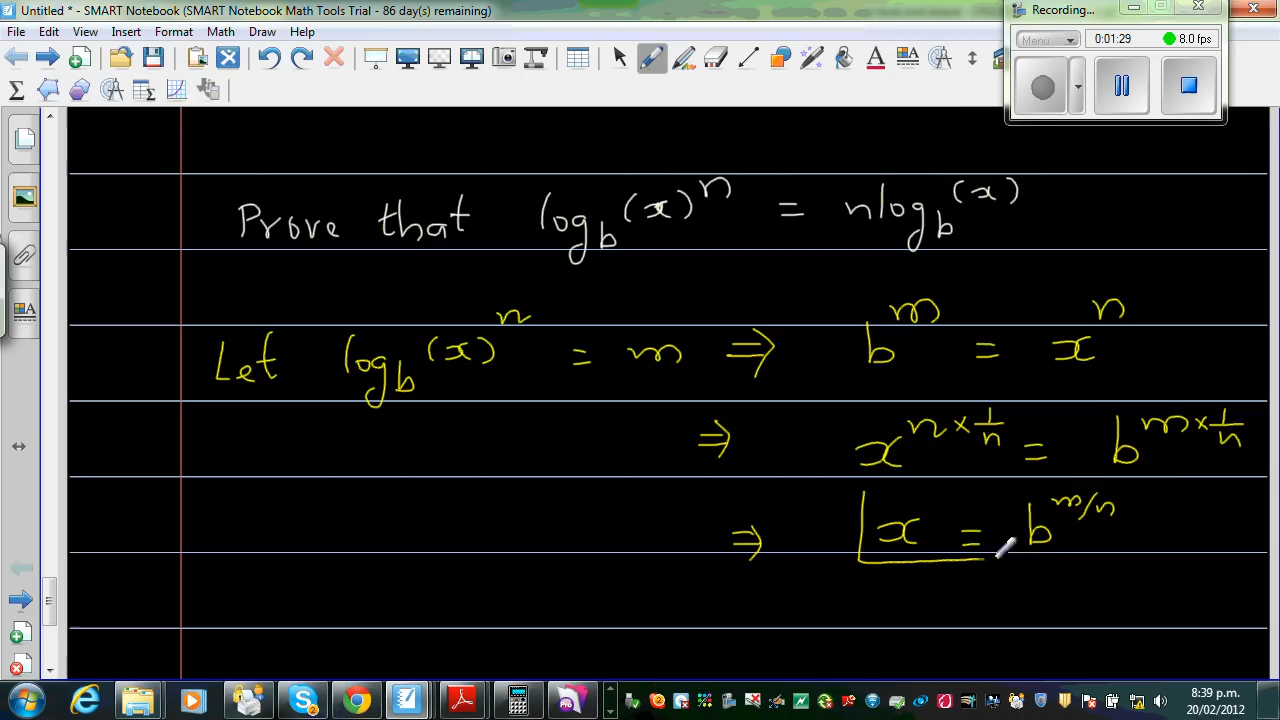 Untitled * - SMART Notebook (SMART Notebook Math Tools Trial - 86 day(s) remaining)
Recording...
File Edit View Insert Format Math Draw Help
Menu 0:01:29 8.0 fps
Prove that log_b (x)^n = nlog_b (x)
Let log_b (x)^n = m ⇒ b^m = x^n
⇒ x^(n × 1/n) = b^(m × 1/n)
⇒ x = b^(m/n)
8:39 p.m.
20/02/2012